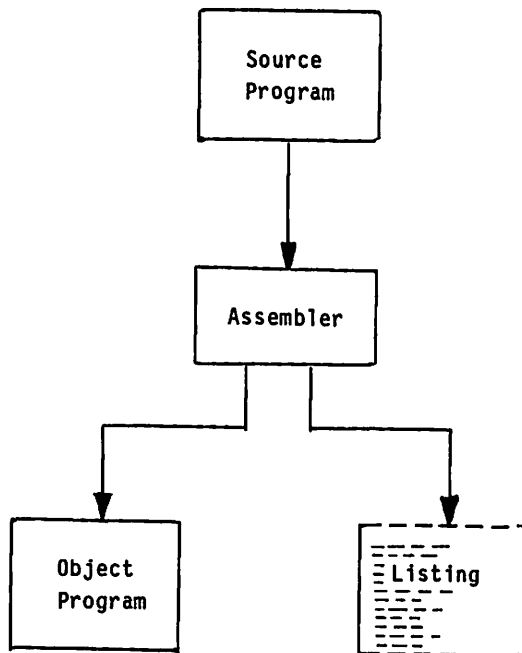 Source
Program
Assembler
Object
Program
Listing